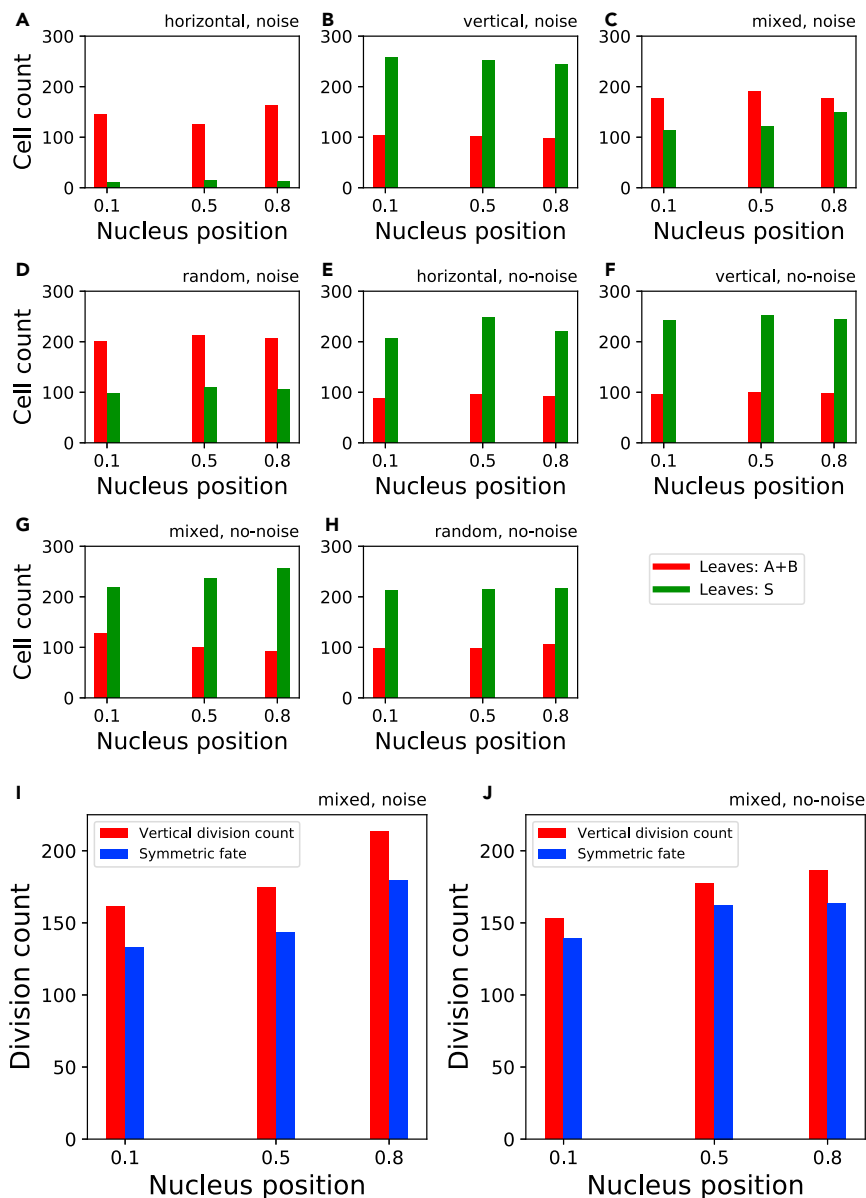 A
horizontal, noise
300
200
100
0
Cell count
0.1 0.5 0.8
Nucleus position
B
vertical, noise
300
200
100
0
0.1 0.5 0.8
Nucleus position
C
mixed, noise
300
200
100
0
0.1 0.5 0.8
Nucleus position
D
random, noise
300
200
100
0
Cell count
0.1 0.5 0.8
Nucleus position
E
horizontal, no-noise
300
200
100
0
0.1 0.5 0.8
Nucleus position
F
vertical, no-noise
300
200
100
0
0.1 0.5 0.8
Nucleus position
G
mixed, no-noise
300
200
100
0
Cell count
0.1 0.5 0.8
Nucleus position
H
random, no-noise
300
200
100
0
0.1 0.5 0.8
Nucleus position
Leaves: A+B
Leaves: S
I
mixed, noise
Vertical division count
Symmetric fate
200
150
100
50
0
Division count
0.1 0.5 0.8
Nucleus position
J
mixed, no-noise
Vertical division count
Symmetric fate
200
150
100
50
0
Division count
0.1 0.5 0.8
Nucleus position